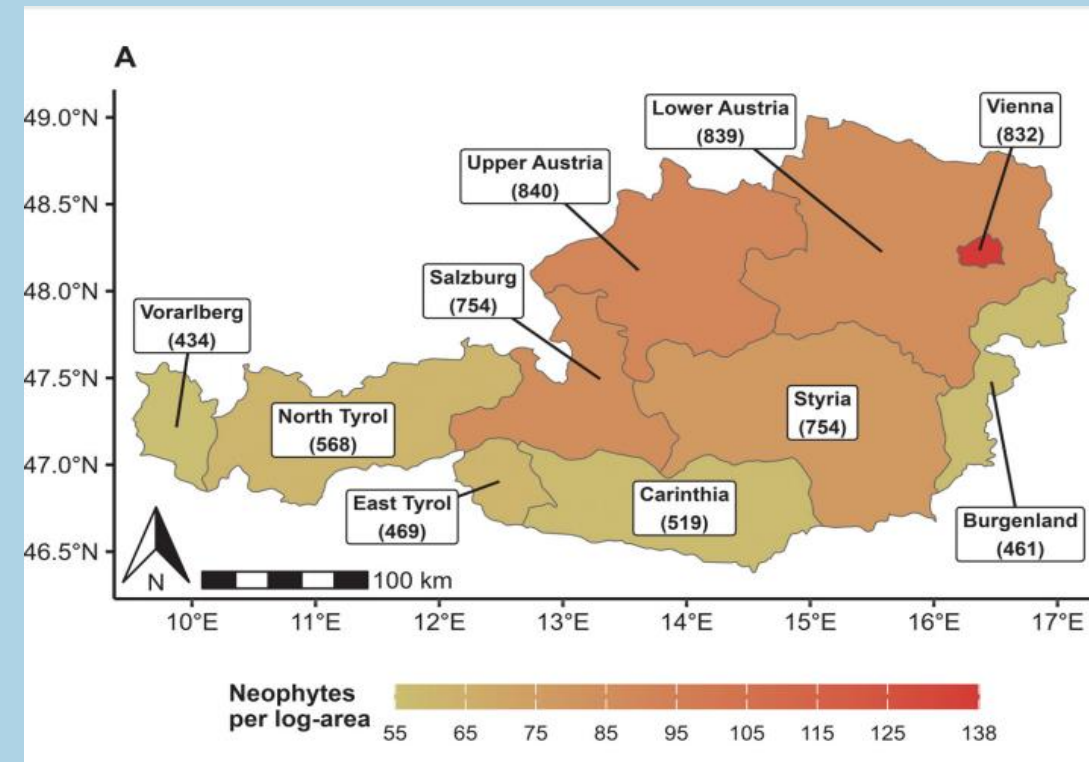 A
49.0°N
48.5°N
48.0°N
47.5°N
47.0°N
46.5°N
Lower Austria
(839)
Vienna
(832)
Upper Austria
(840)
Salzburg
(754)
Vorarlberg
(434)
North Tyrol
(568)
Styria
(754)
East Tyrol
(469)
Carinthia
(519)
Burgenland
(461)
N
100 km
10°E 11°E 12°E 13°E 14°E 15°E 16°E 17°E
Neophytes
per log-area
55 65 75 85 95 105 115 125 138